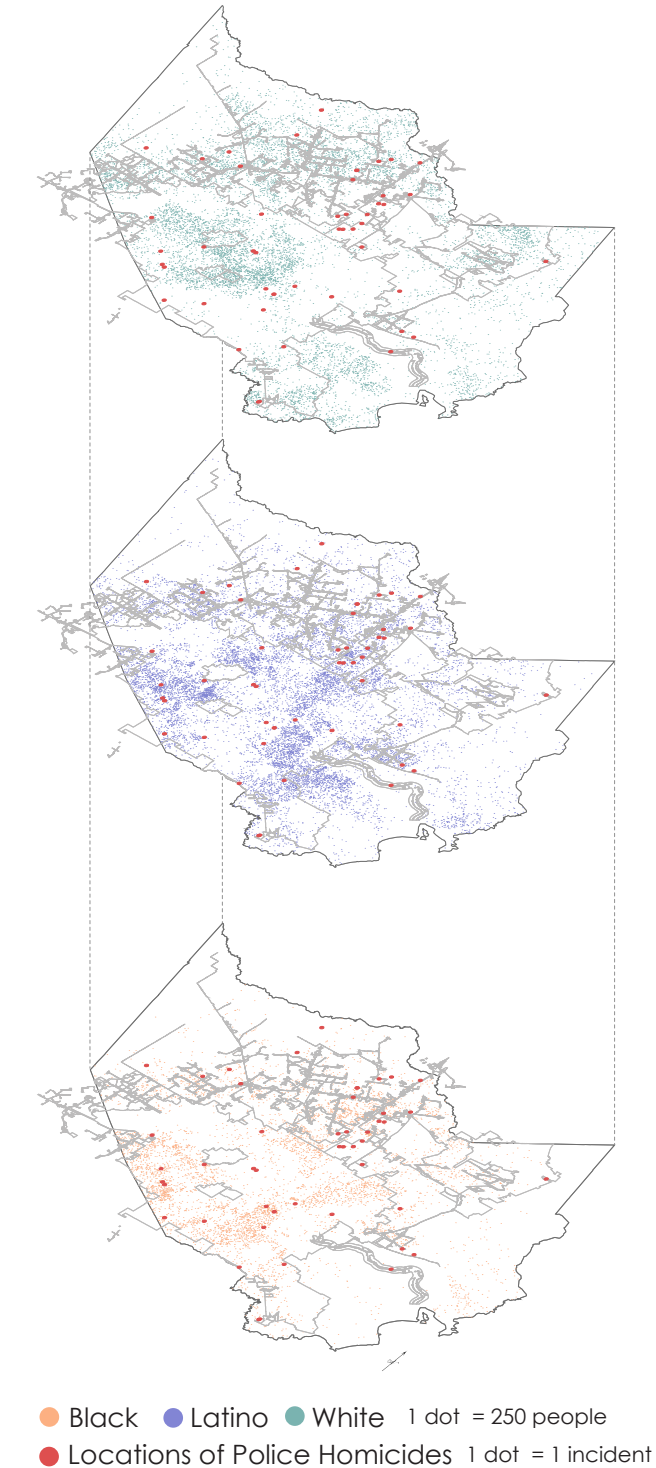 Black Latino White 1 dot = 250 people
Locations of Police Homicides 1 dot = 1 incident